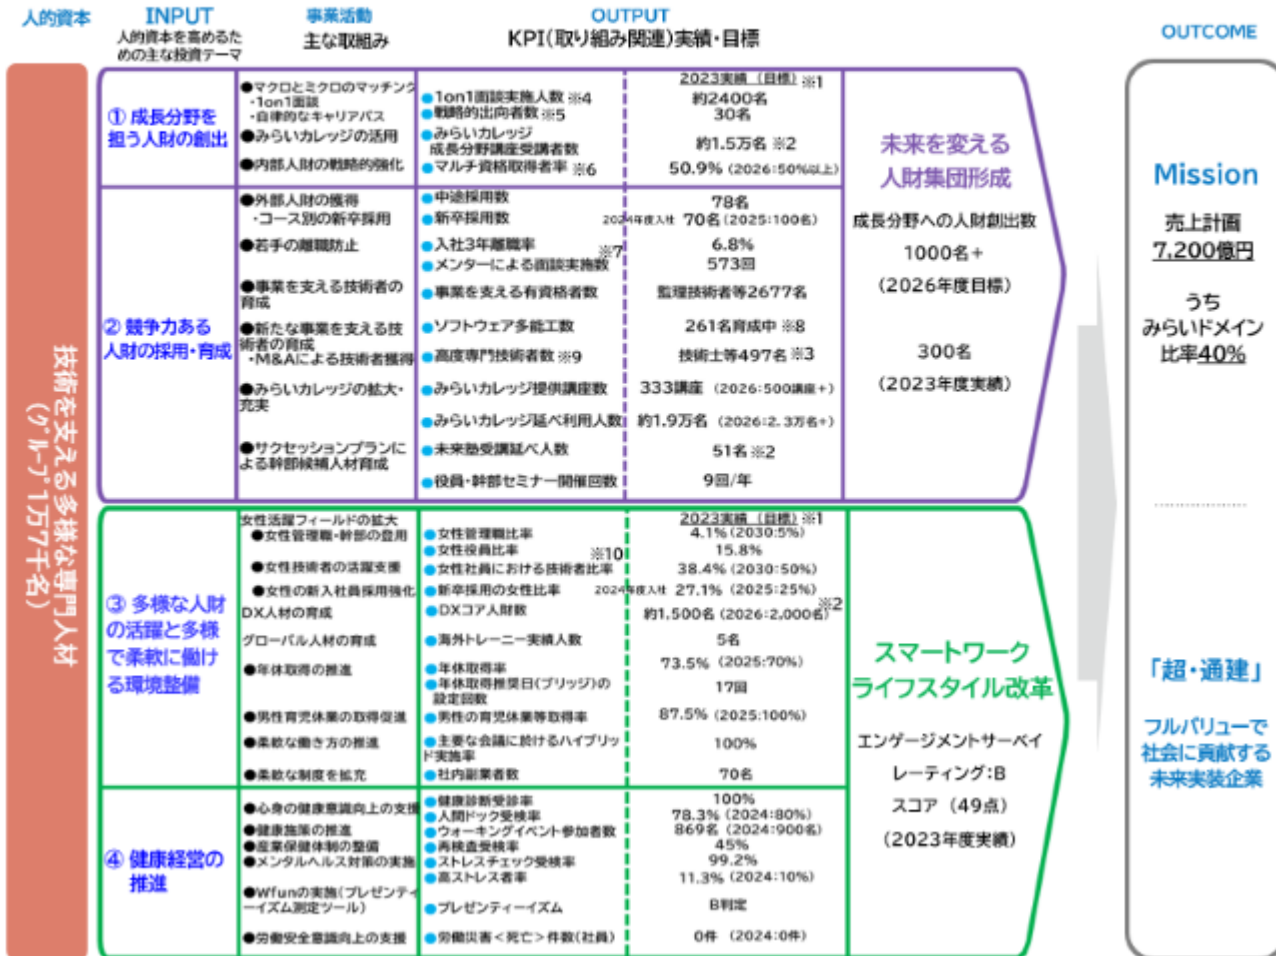 人的資本
INPUT
人的資本を高めるため
の主な投資テーマ
事業活動
主な取組み
OUTPUT
KPI(取り組み関連)実績・目標
OUTCOME
技術を支える多様な専門人材
(グループ1万7千名)
① 成長分野を
担う人財の創出
●マクロとミクロのマッチング
・1on1面談
・自律的なキャリアパス
●みらいカレッジの活用
●内部人財の戦略的強化
2023実績(目標)※1
●1on1面談実施人数 ※4
約2400名
●戦略的出向者数 ※5
30名
●みらいカレッジ
成長分野講座受講者数
約1.5万名 ※2
●マルチ資格取得者率 ※6
50.9% (2026:50%以上)
② 競争力ある
人財の採用・育成
●外部人財の獲得
・コース別の新卒採用
●若手の離職防止
●事業を支える技術者の
育成
●新たな事業を支える技
術者の育成
・M&Aによる技術者獲得
●みらいカレッジの拡大・
充実
●サクセッションプランに
よる幹部候補人材育成
●中途採用数
78名
●新卒採用数
2024年度入社 70名(2025:100名)
●入社3年離職率
※7
6.8%
●メンターによる面談実施数
573回
●事業を支える有資格者数
監理技術者等2677名
●ソフトウェア多能工数
261名育成中 ※8
●高度専門技術者数 ※9
技術士等497名 ※3
●みらいカレッジ提供講座数
333講座 (2026:500講座+)
●みらいカレッジ延べ利用人数
約1.9万名 (2026:2.3万名+)
●未来塾受講延べ人数
51名 ※2
●役員・幹部セミナー開催回数
9回/年
未来を変える
人財集団形成
成長分野への人財創出数
1000名+
(2026年度目標)
300名
(2023年度実績)
③ 多様な人財
の活躍と多様
で柔軟に働け
る環境整備
女性活躍フィールドの拡大
●女性管理職・幹部の登用
●女性技術者の活躍支援
●女性の新入社員採用強化
DX人材の育成
グローバル人材の育成
●年休取得の推進
●男性育児休業の取得促進
●柔軟な働き方の推進
●柔軟な制度を拡充
2023実績(目標)※1
●女性管理職比率
4.1%(2030:5%)
●女性役員比率
※10
15.8%
●女性社員における技術者比率
38.4% (2030:50%)
●新卒採用の女性比率
2024年度入社 27.1% (2025:25%)
●DXコア人財数
約1,500名 (2026:2,000名)
※2
●海外トレーニー実績人数
5名
●年休取得率
73.5% (2025:70%)
●年休取得推奨日(ブリッジ)の
設定回数
17回
●男性の育児休業等取得率
87.5% (2025:100%)
●主要な会議に於けるハイブリッ
ド実施率
100%
●社内副業者数
70名
④ 健康経営の
推進
●心身の健康意識向上の支援
●健康施策の推進
●産業保健体制の整備
●メンタルヘルス対策の実施
●Wfunの実施(プレゼンティ
ーイズム測定ツール)
●労働安全意識向上の支援
●健康診断受診率
100%
●人間ドック受検率
78.3% (2024:80%)
●ウォーキングイベント参加者数
869名 (2024:900名)
●再検査受検率
45%
●ストレスチェック受検率
99.2%
●高ストレス者率
11.3% (2024:10%)
●プレゼンティーイズム
B判定
●労働災害<死亡>件数(社員)
0件 (2024:0件)
スマートワーク
ライフスタイル改革
エンゲージメントサーベイ
レーティング:B
スコア (49点)
(2023年度実績)
Mission
売上計画
7,200億円
うち
みらいドメイン
比率40%
「超・通建」
フルバリューで
社会に貢献する
未来実装企業